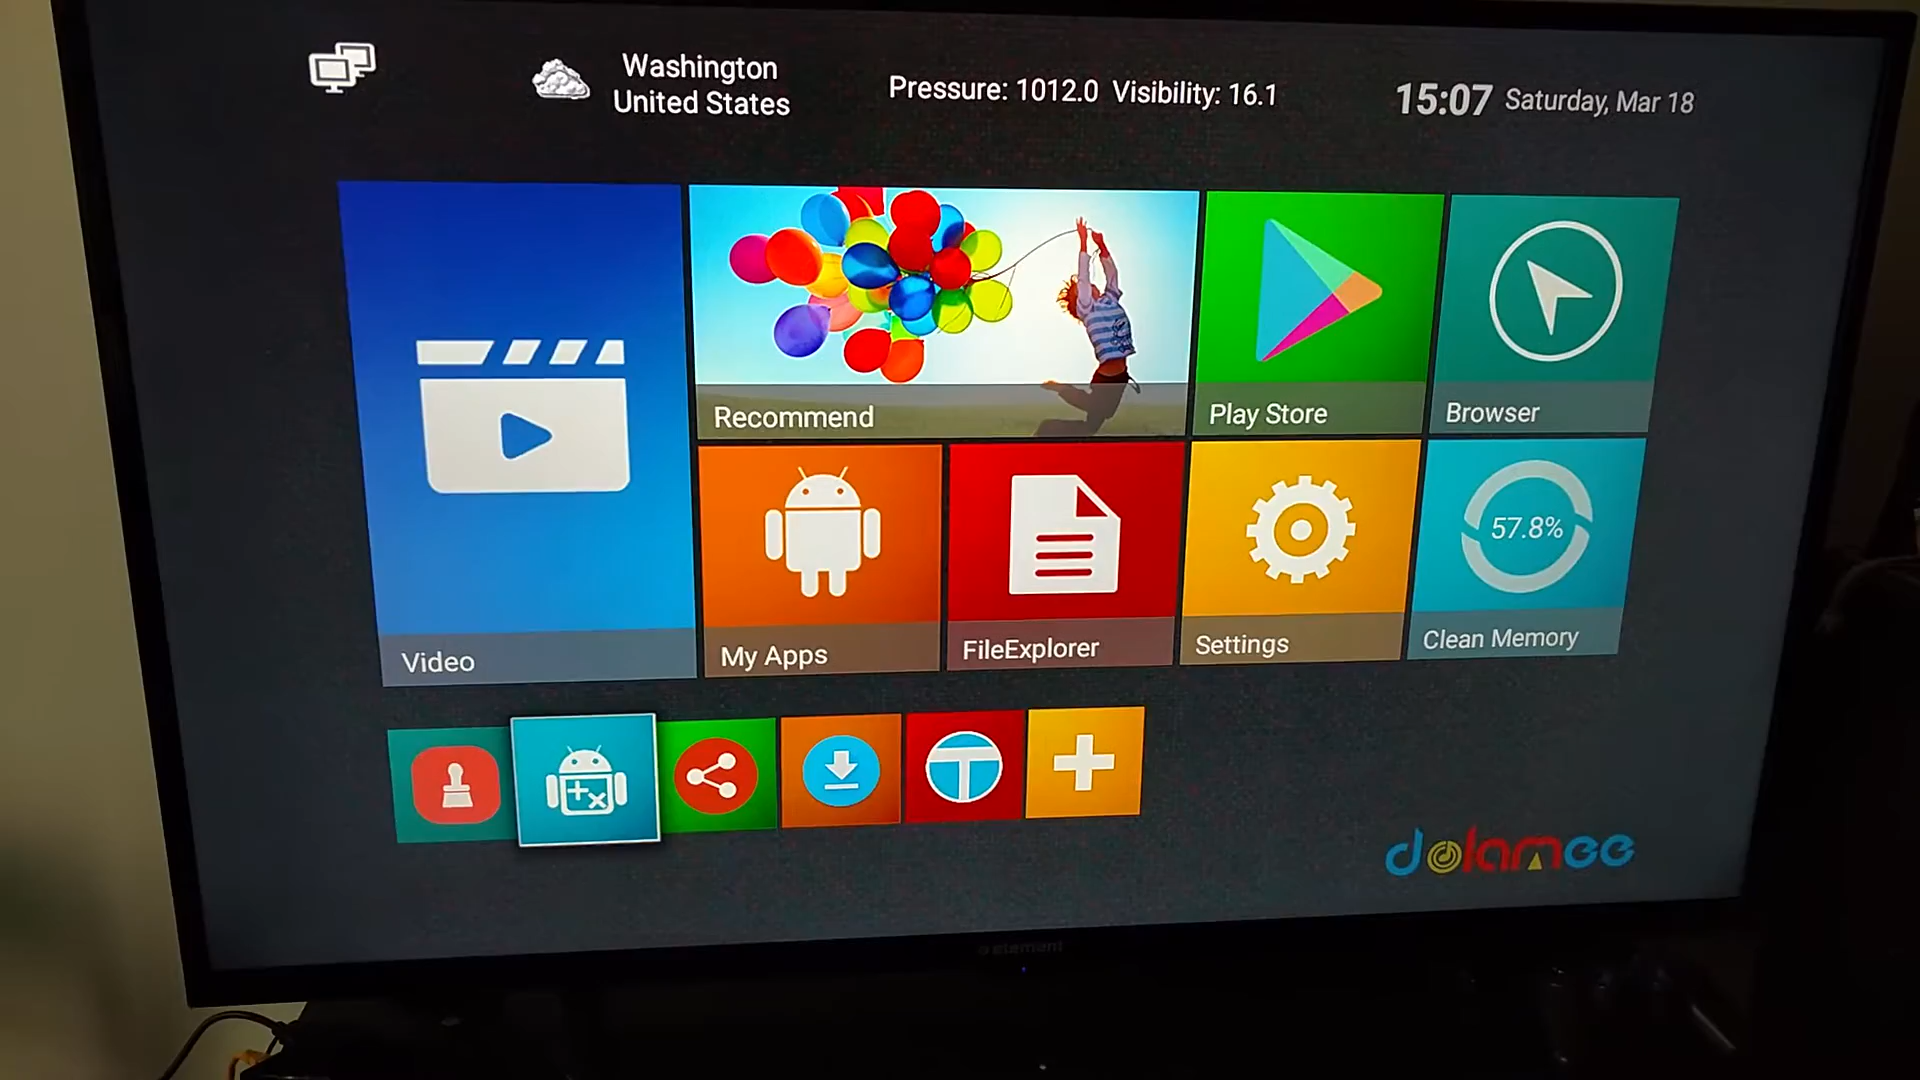 Washington
United States
Pressure: 1012.0 Visibility: 16.1
15:07 Saturday, Mar 18
Recommend
Play Store
Browser
57.8%
Video
My Apps
FileExplorer
Settings
Clean Memory
dolamee
element